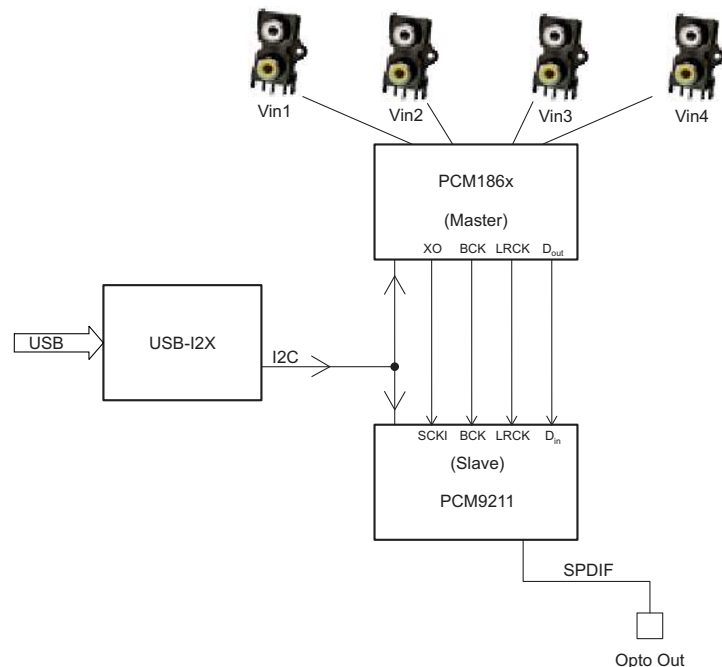 Vin1
Vin2
Vin3
Vin4
PCM186x
(Master)
XO BCK LRCK Dout
USB
USB-I2X
I2C
SCKI BCK LRCK Din
(Slave)
PCM9211
SPDIF
Opto Out